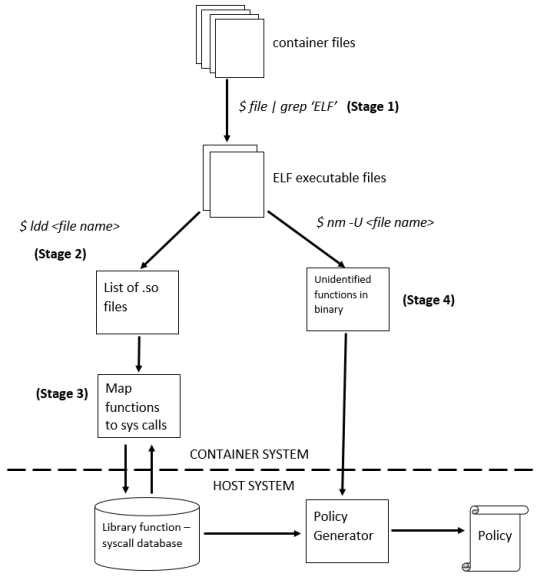 container files
$ file | grep ‘ELF’ (Stage 1)
ELF executable files
$ ldd <file name>
(Stage 2)
$ nm -U <file name>
List of .so
files
Unidentified
functions in
binary
(Stage 4)
(Stage 3)
Map
functions
to sys calls
CONTAINER SYSTEM
HOST SYSTEM
Library function –
syscall database
Policy
Generator
Policy